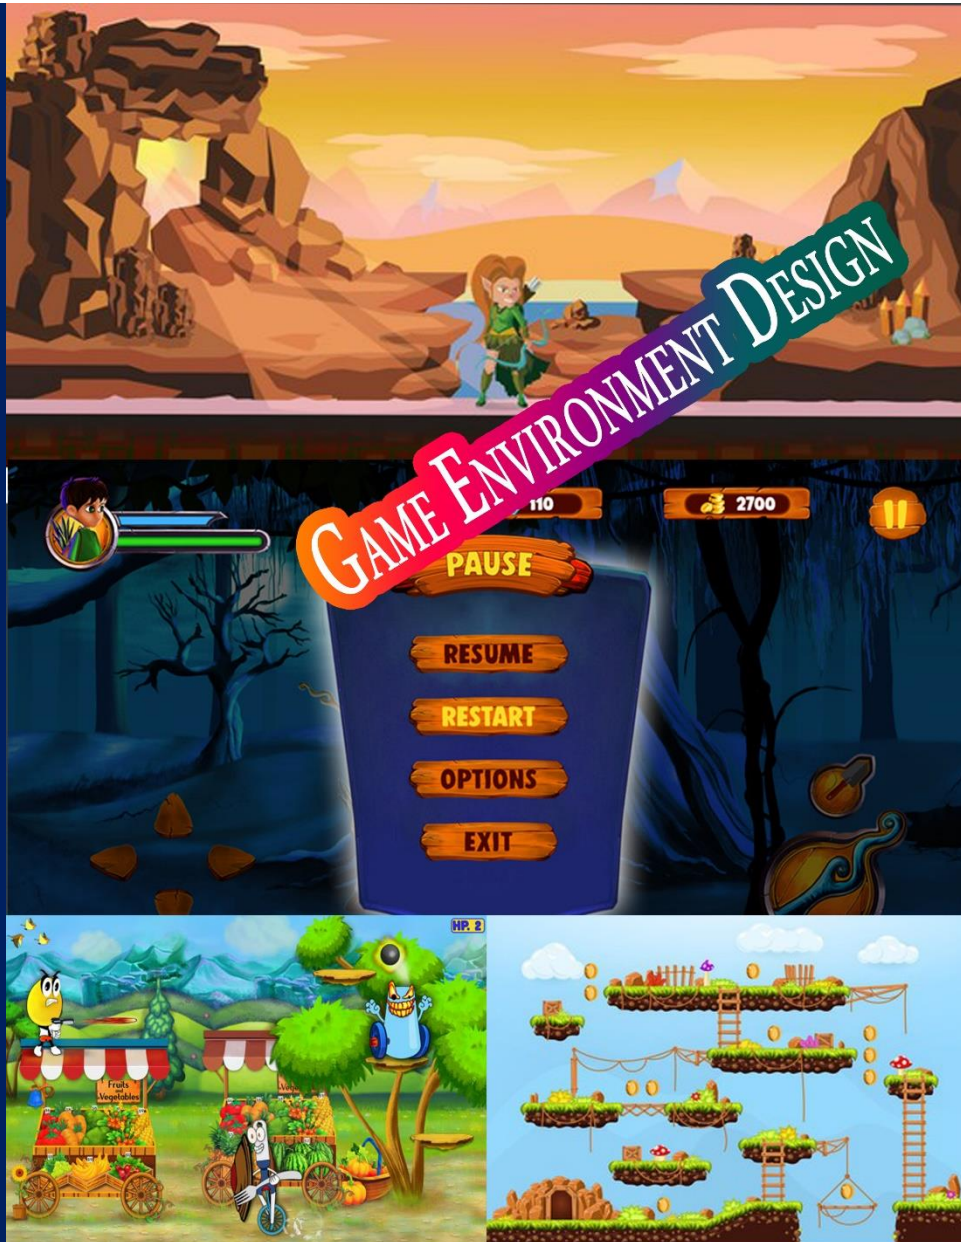 GAME ENVIRONMENT DESIGN
110
2700
PAUSE
RESUME
RESTART
OPTIONS
EXIT
HP. 2
Fruits
and
Vegetables